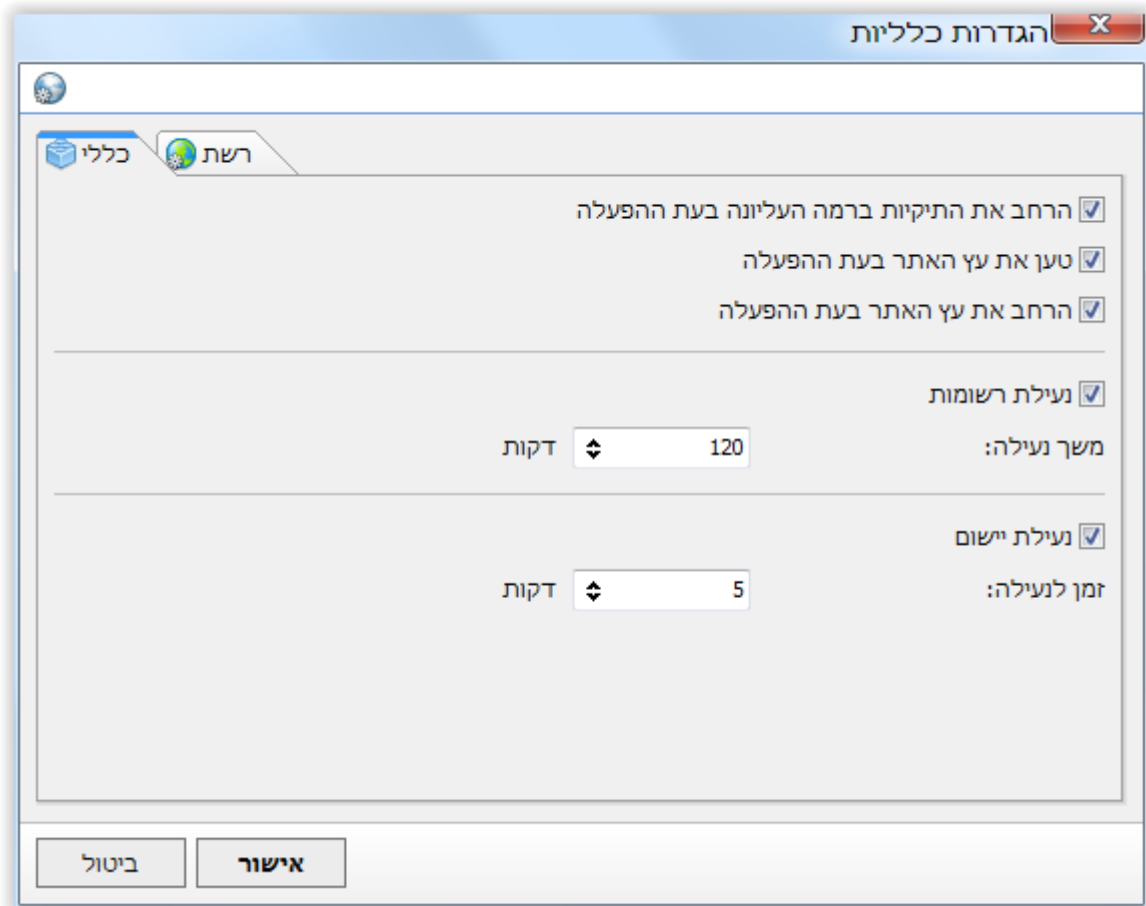 הגדרות כלליות
כללי
רשת
הרחב את התיקיות ברמה העליונה בעת ההפעלה
טען את עץ האתר בעת ההפעלה
הרחב את עץ האתר בעת ההפעלה
נעילת רשומות
משך נעילה: 120 דקות
נעילת יישום
זמן לנעילה: 5 דקות
אישור ביטול